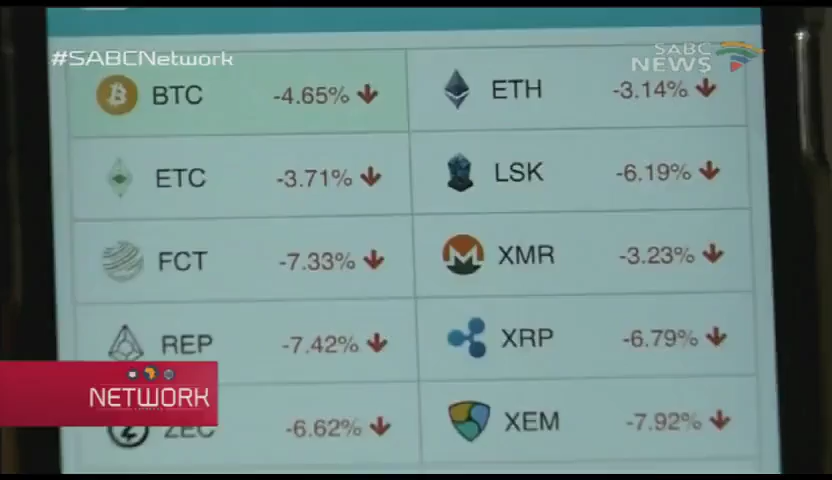 #SABCNetwork
SABC
NEWS
BTC -4.65% ETH -3.14%
ETC -3.71% LSK -6.19%
FCT -7.33% XMR -3.23%
REP -7.42% XRP -6.79%
NETWORK
ZEC -6.62% XEM -7.92%